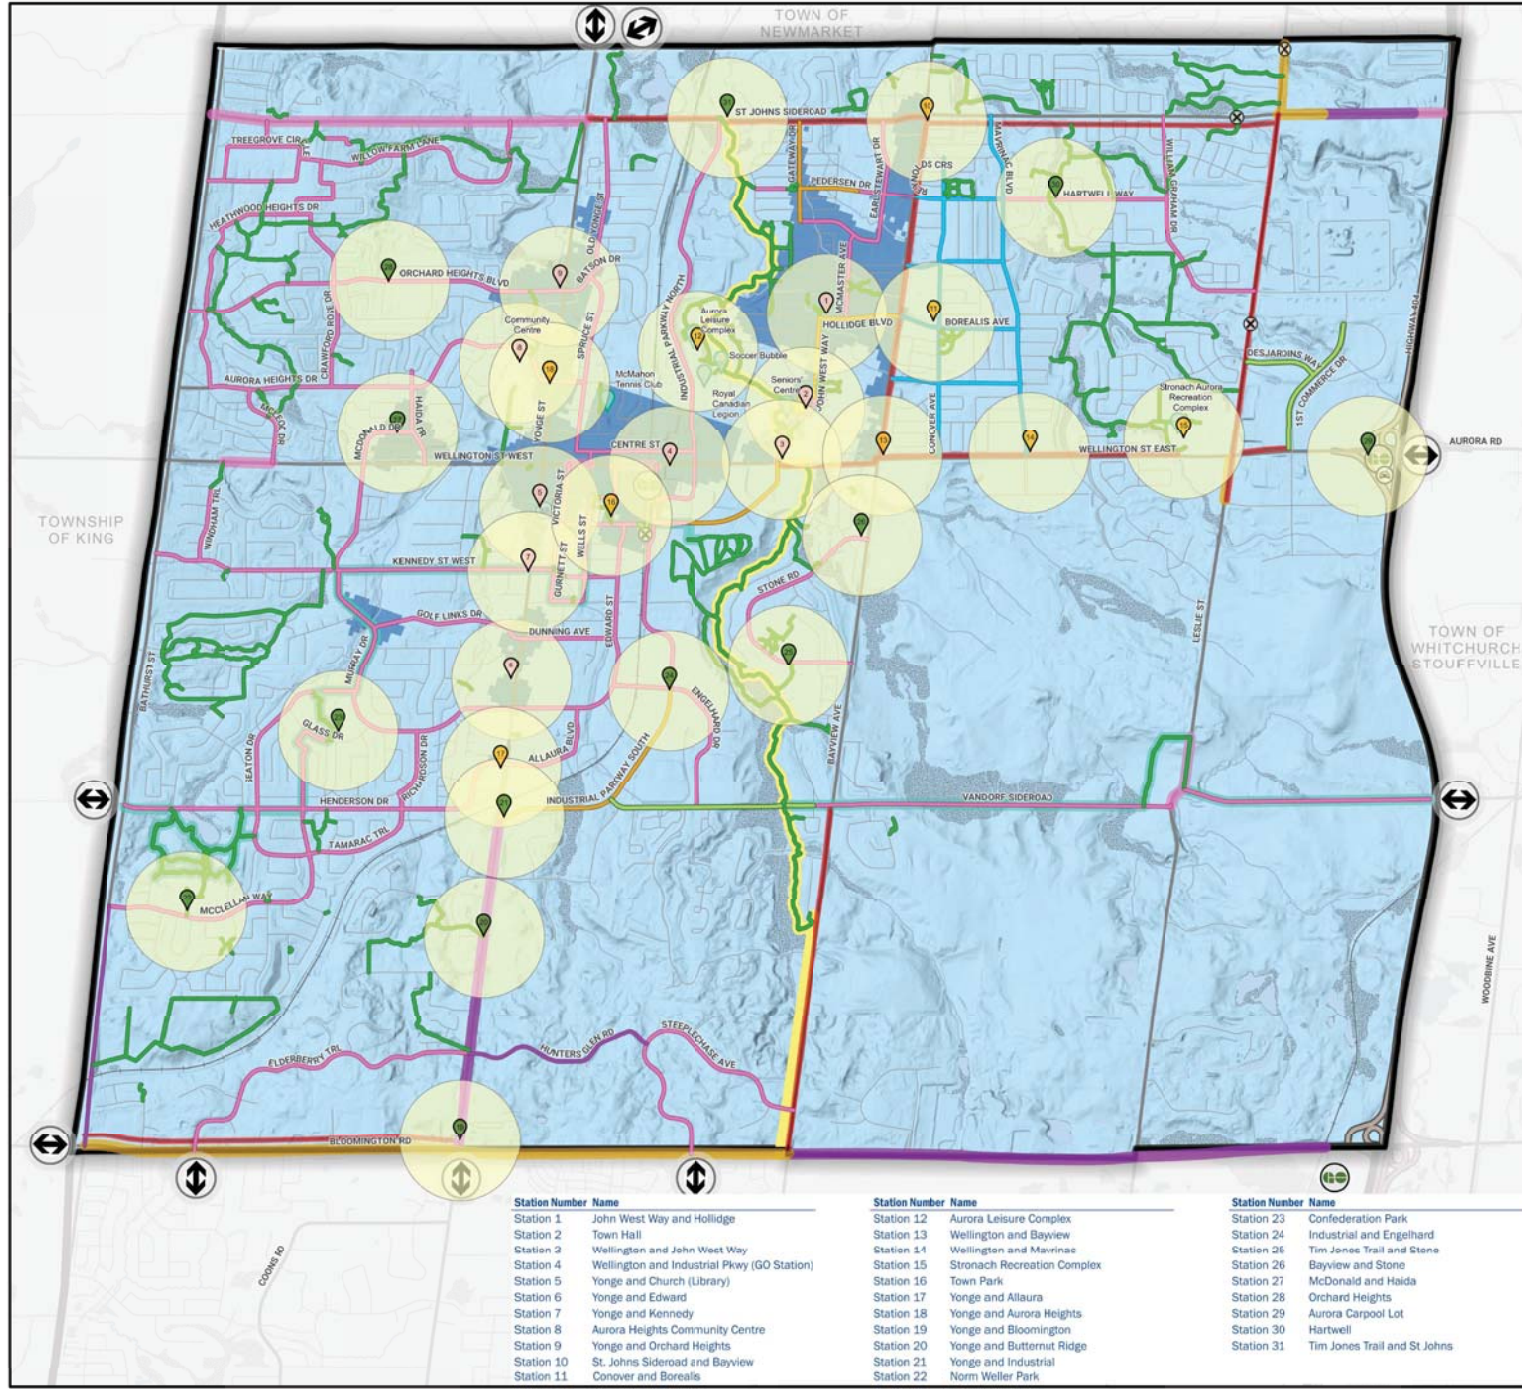 TOWN OF
NEWMARKET
ST JOHNS SIDEROAD
TREEGROVE CIR
WILLOW FARM LANE
GATEWAY DR
PEDERSEN DR
EARL STEWART DR
MAVRINAC BLVD
HARTWELL WAY
WILLIAM GRAHAM DR
HEATHWOOD HEIGHTS DR
OLD YONGE ST
BATSON DR
ORCHARD HEIGHTS BLVD
MCMASTER AVE
HIGHWAY 404
CRAWFORD ROSE DR
Community
Centre
SPRUCE ST
INDUSTRIAL PARKWAY NORTH
Aurora
Leisure
Complex
HOLLIDGE BLVD
BOREALIS AVE
Soccer Bubble
JOHN WEST WAY
DESJARDINS WAY
1ST COMMERCE DR
AURORA HEIGHTS DR
McMahon
Tennis Club
Royal
Canadian
Legion
Seniors'
Centre
Stronach Aurora
Recreation
Complex
MCLEOD DR
HAIDA
MCDONALD DR
YONGE ST
CENTRE ST
CONOVER AVE
WELLINGTON ST WEST
WELLINGTON ST EAST
AURORA RD
TOWNSHIP
OF KING
WINDHAM TRL
VICTORIA ST
WELLS ST
KENNEDY ST WEST
GURNETT ST
STONE RD
GOLF LINKS DR
DUNNING AVE
EDWARD ST
LESLIE ST
TOWN OF
WHITCHURCH
STOUFFVILLE
BATHURST ST
MURRAY DR
GLASS DR
SEATON DR
RICHARDSON DR
ALLAURA BLVD
ENGELHARD DR
BAYVIEW AVE
HENDERSON DR
INDUSTRIAL PARKWAY SOUTH
VANDORF SIDEROAD
TAMARAC TRL
MCCLELLAN WAY
WOODBINE AVE
ELDERBERRY TRL
HUNTERS GLEN RD
STEEPLECHASE AVE
BLOOMINGTON RD
GO
COONS RD
Station Number Name
Station 1 John West Way and Hollidge
Station 2 Town Hall
Station 3 Wellington and John West Way
Station 4 Wellington and Industrial Pkwy (GO Station)
Station 5 Yonge and Church (Library)
Station 6 Yonge and Edward
Station 7 Yonge and Kennedy
Station 8 Aurora Heights Community Centre
Station 9 Yonge and Orchard Heights
Station 10 St. Johns Sideroad and Bayview
Station 11 Conover and Borealis
Station Number Name
Station 12 Aurora Leisure Complex
Station 13 Wellington and Bayview
Station 14 Wellington and Mavrinac
Station 15 Stronach Recreation Complex
Station 16 Town Park
Station 17 Yonge and Allaura
Station 18 Yonge and Aurora Heights
Station 19 Yonge and Bloomington
Station 20 Yonge and Butternut Ridge
Station 21 Yonge and Industrial
Station 22 Norm Weller Park
Station Number Name
Station 23 Confederation Park
Station 24 Industrial and Engelhard
Station 25 Tim Jones Trail and Stone
Station 26 Bayview and Stone
Station 27 McDonald and Haida
Station 28 Orchard Heights
Station 29 Aurora Carpool Lot
Station 30 Hartwell
Station 31 Tim Jones Trail and St Johns